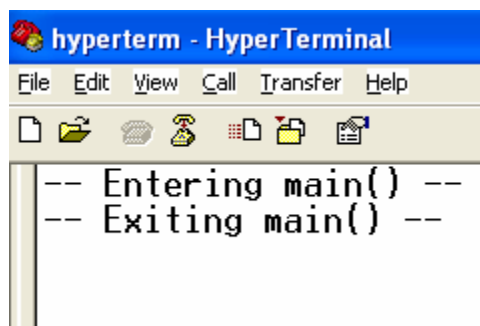 hyperterm - HyperTerminal
File Edit View Call Transfer Help
-- Entering main() --
-- Exiting main() --